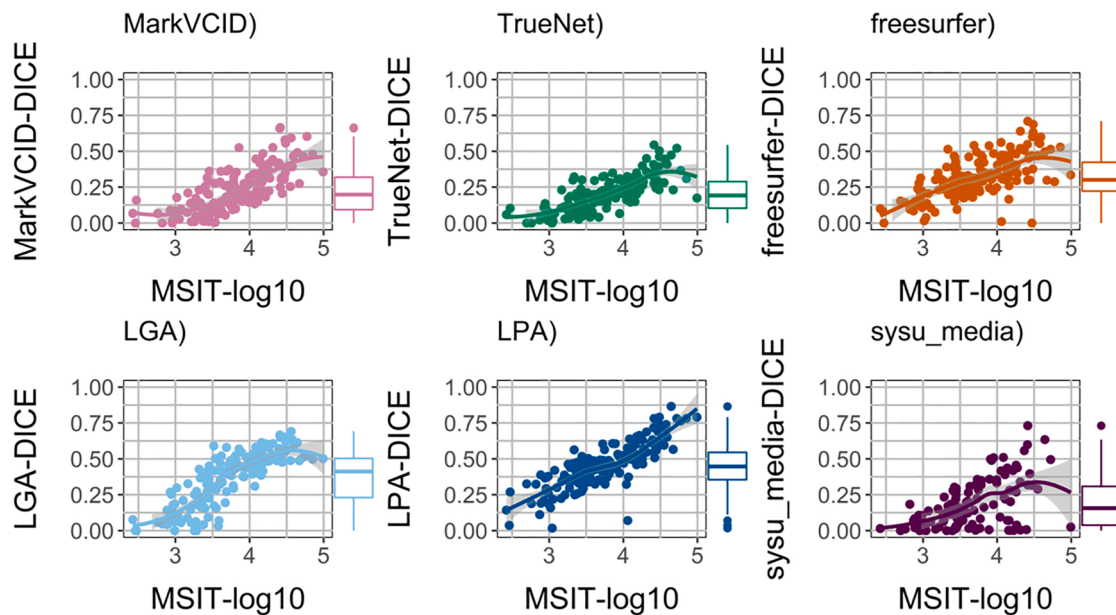 MarkVCID)
TrueNet)
freesurfer)
MarkVCID-DICE
1.00
0.75
0.50
0.25
0.00
3 4 5
MSIT-log10
TrueNet-DICE
1.00
0.75
0.50
0.25
0.00
3 4 5
MSIT-log10
freesurfer-DICE
1.00
0.75
0.50
0.25
0.00
3 4 5
MSIT-log10
LGA)
LPA)
sysu_media)
LGA-DICE
1.00
0.75
0.50
0.25
0.00
3 4 5
MSIT-log10
LPA-DICE
1.00
0.75
0.50
0.25
0.00
3 4 5
MSIT-log10
sysu_media-DICE
1.00
0.75
0.50
0.25
0.00
3 4 5
MSIT-log10